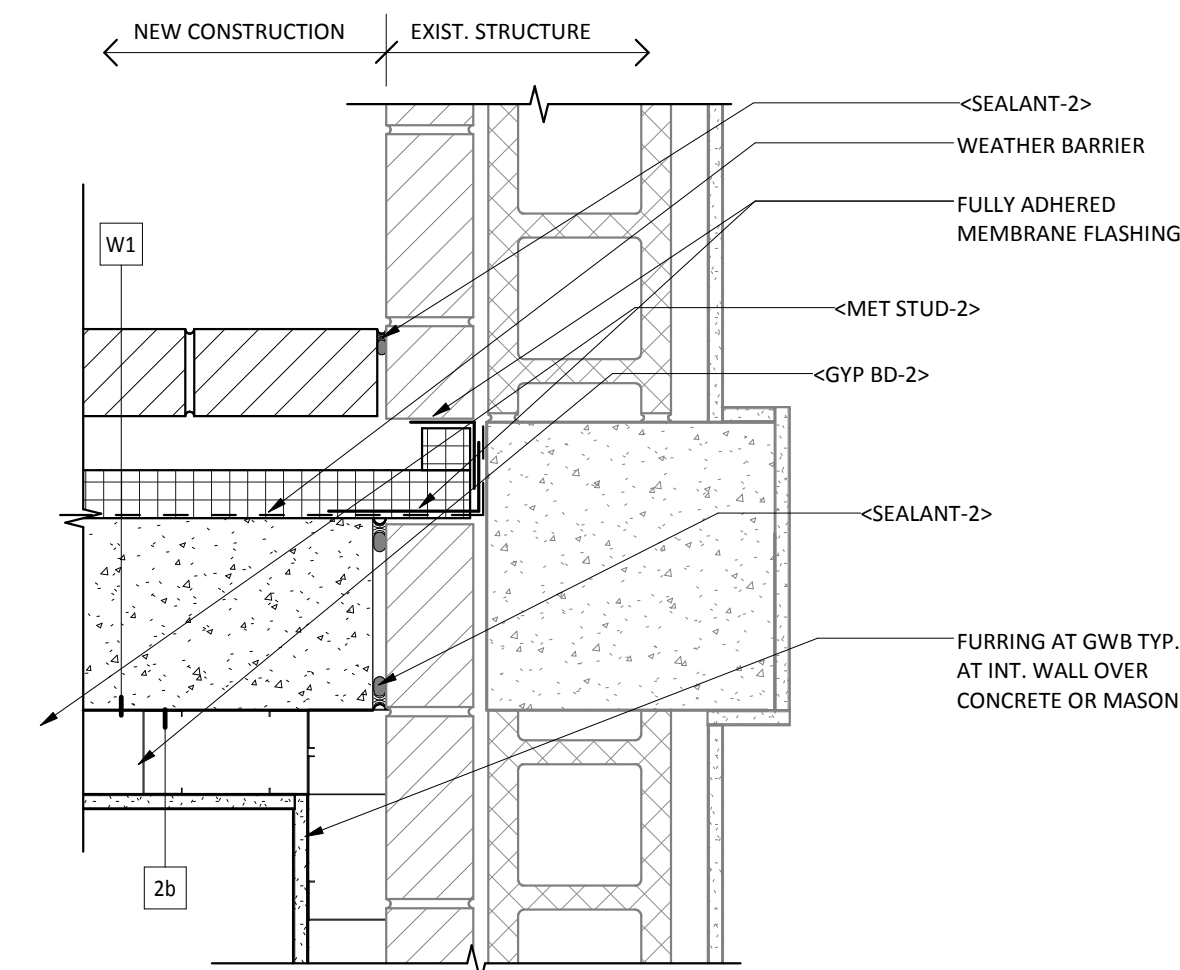 NEW CONSTRUCTION
EXIST. STRUCTURE
<SEALANT-2>
WEATHER BARRIER
FULLY ADHERED
MEMBRANE FLASHING
W1
<MET STUD-2>
<GYP BD-2>
<SEALANT-2>
FURRING AT GWB TYP.
AT INT. WALL OVER
CONCRETE OR MASON
2b